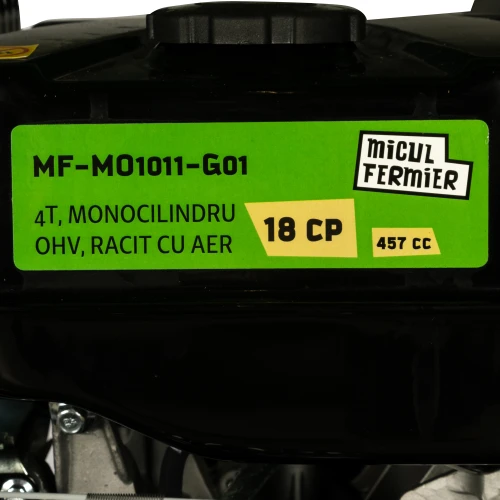 MF-MO1011-G01
MiCUL
FERMiER
4T, MONOCILINDRU
OHV, RACIT CU AER
18 CP
457 CC